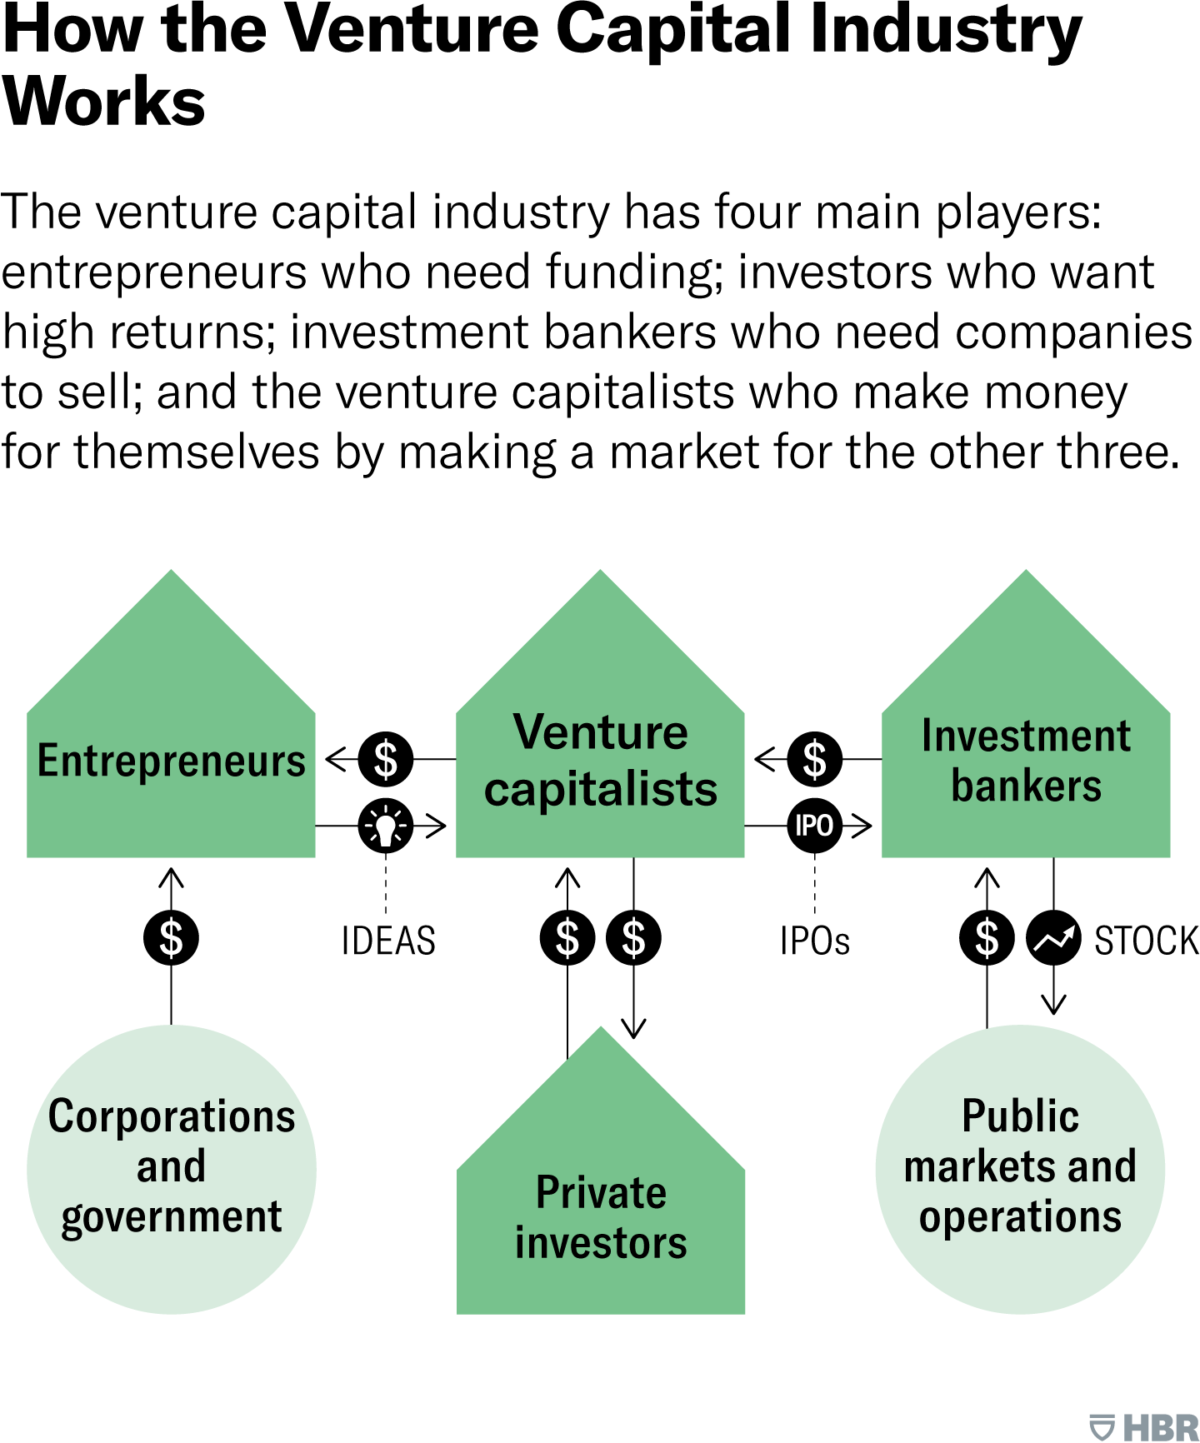 How the Venture Capital Industry
Works
The venture capital industry has four main players:
entrepreneurs who need funding; investors who want
high returns; investment bankers who need companies
to sell; and the venture capitalists who make money
for themselves by making a market for the other three.
Entrepreneurs
$
Venture
capitalists
$
IPO
Investment
bankers
$
IDEAS
$
$
IPOs
$
STOCK
Corporations
and
government
Private
investors
Public
markets and
operations
HBR